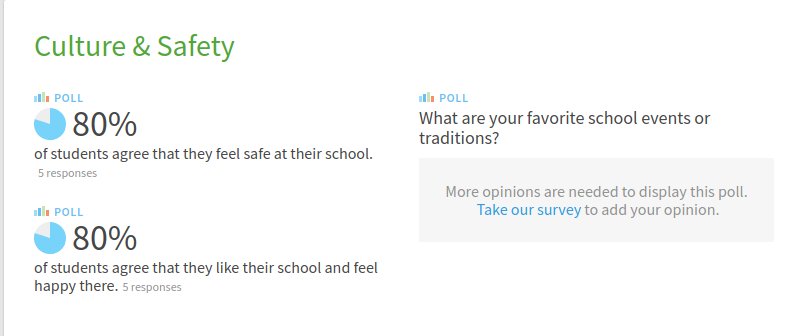 Culture & Safety
POLL
80%
of students agree that they feel safe at their school.
5 responses
POLL
80%
of students agree that they like their school and feel
happy there. 5 responses
POLL
What are your favorite school events or
traditions?
More opinions are needed to display this poll.
Take our survey to add your opinion.